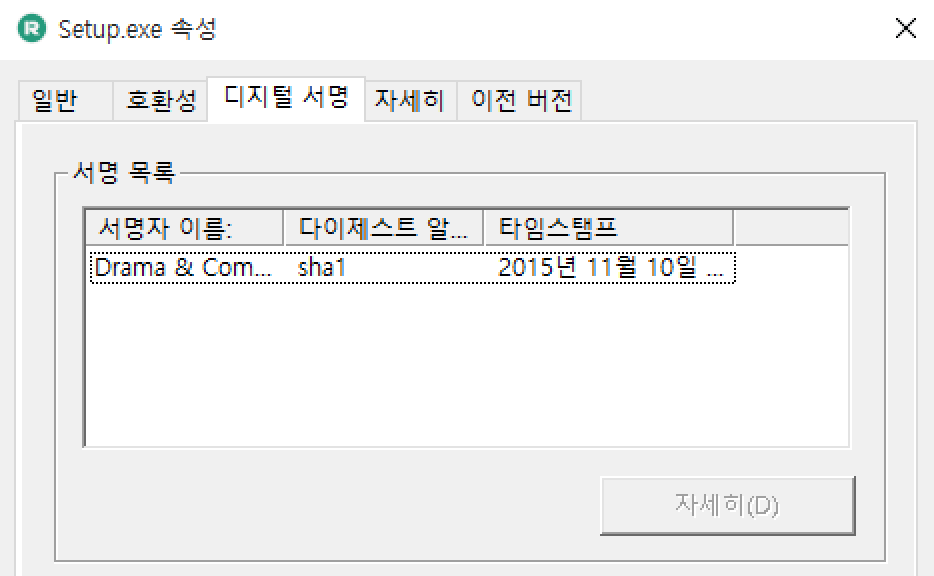 Setup.exe 속성
일반 호환성 디지털 서명 자세히 이전 버전
서명 목록
서명자 이름: 다이제스트 알... 타임스탬프
Drama & Com... sha1 2015년 11월 10일 ...
자세히(D)